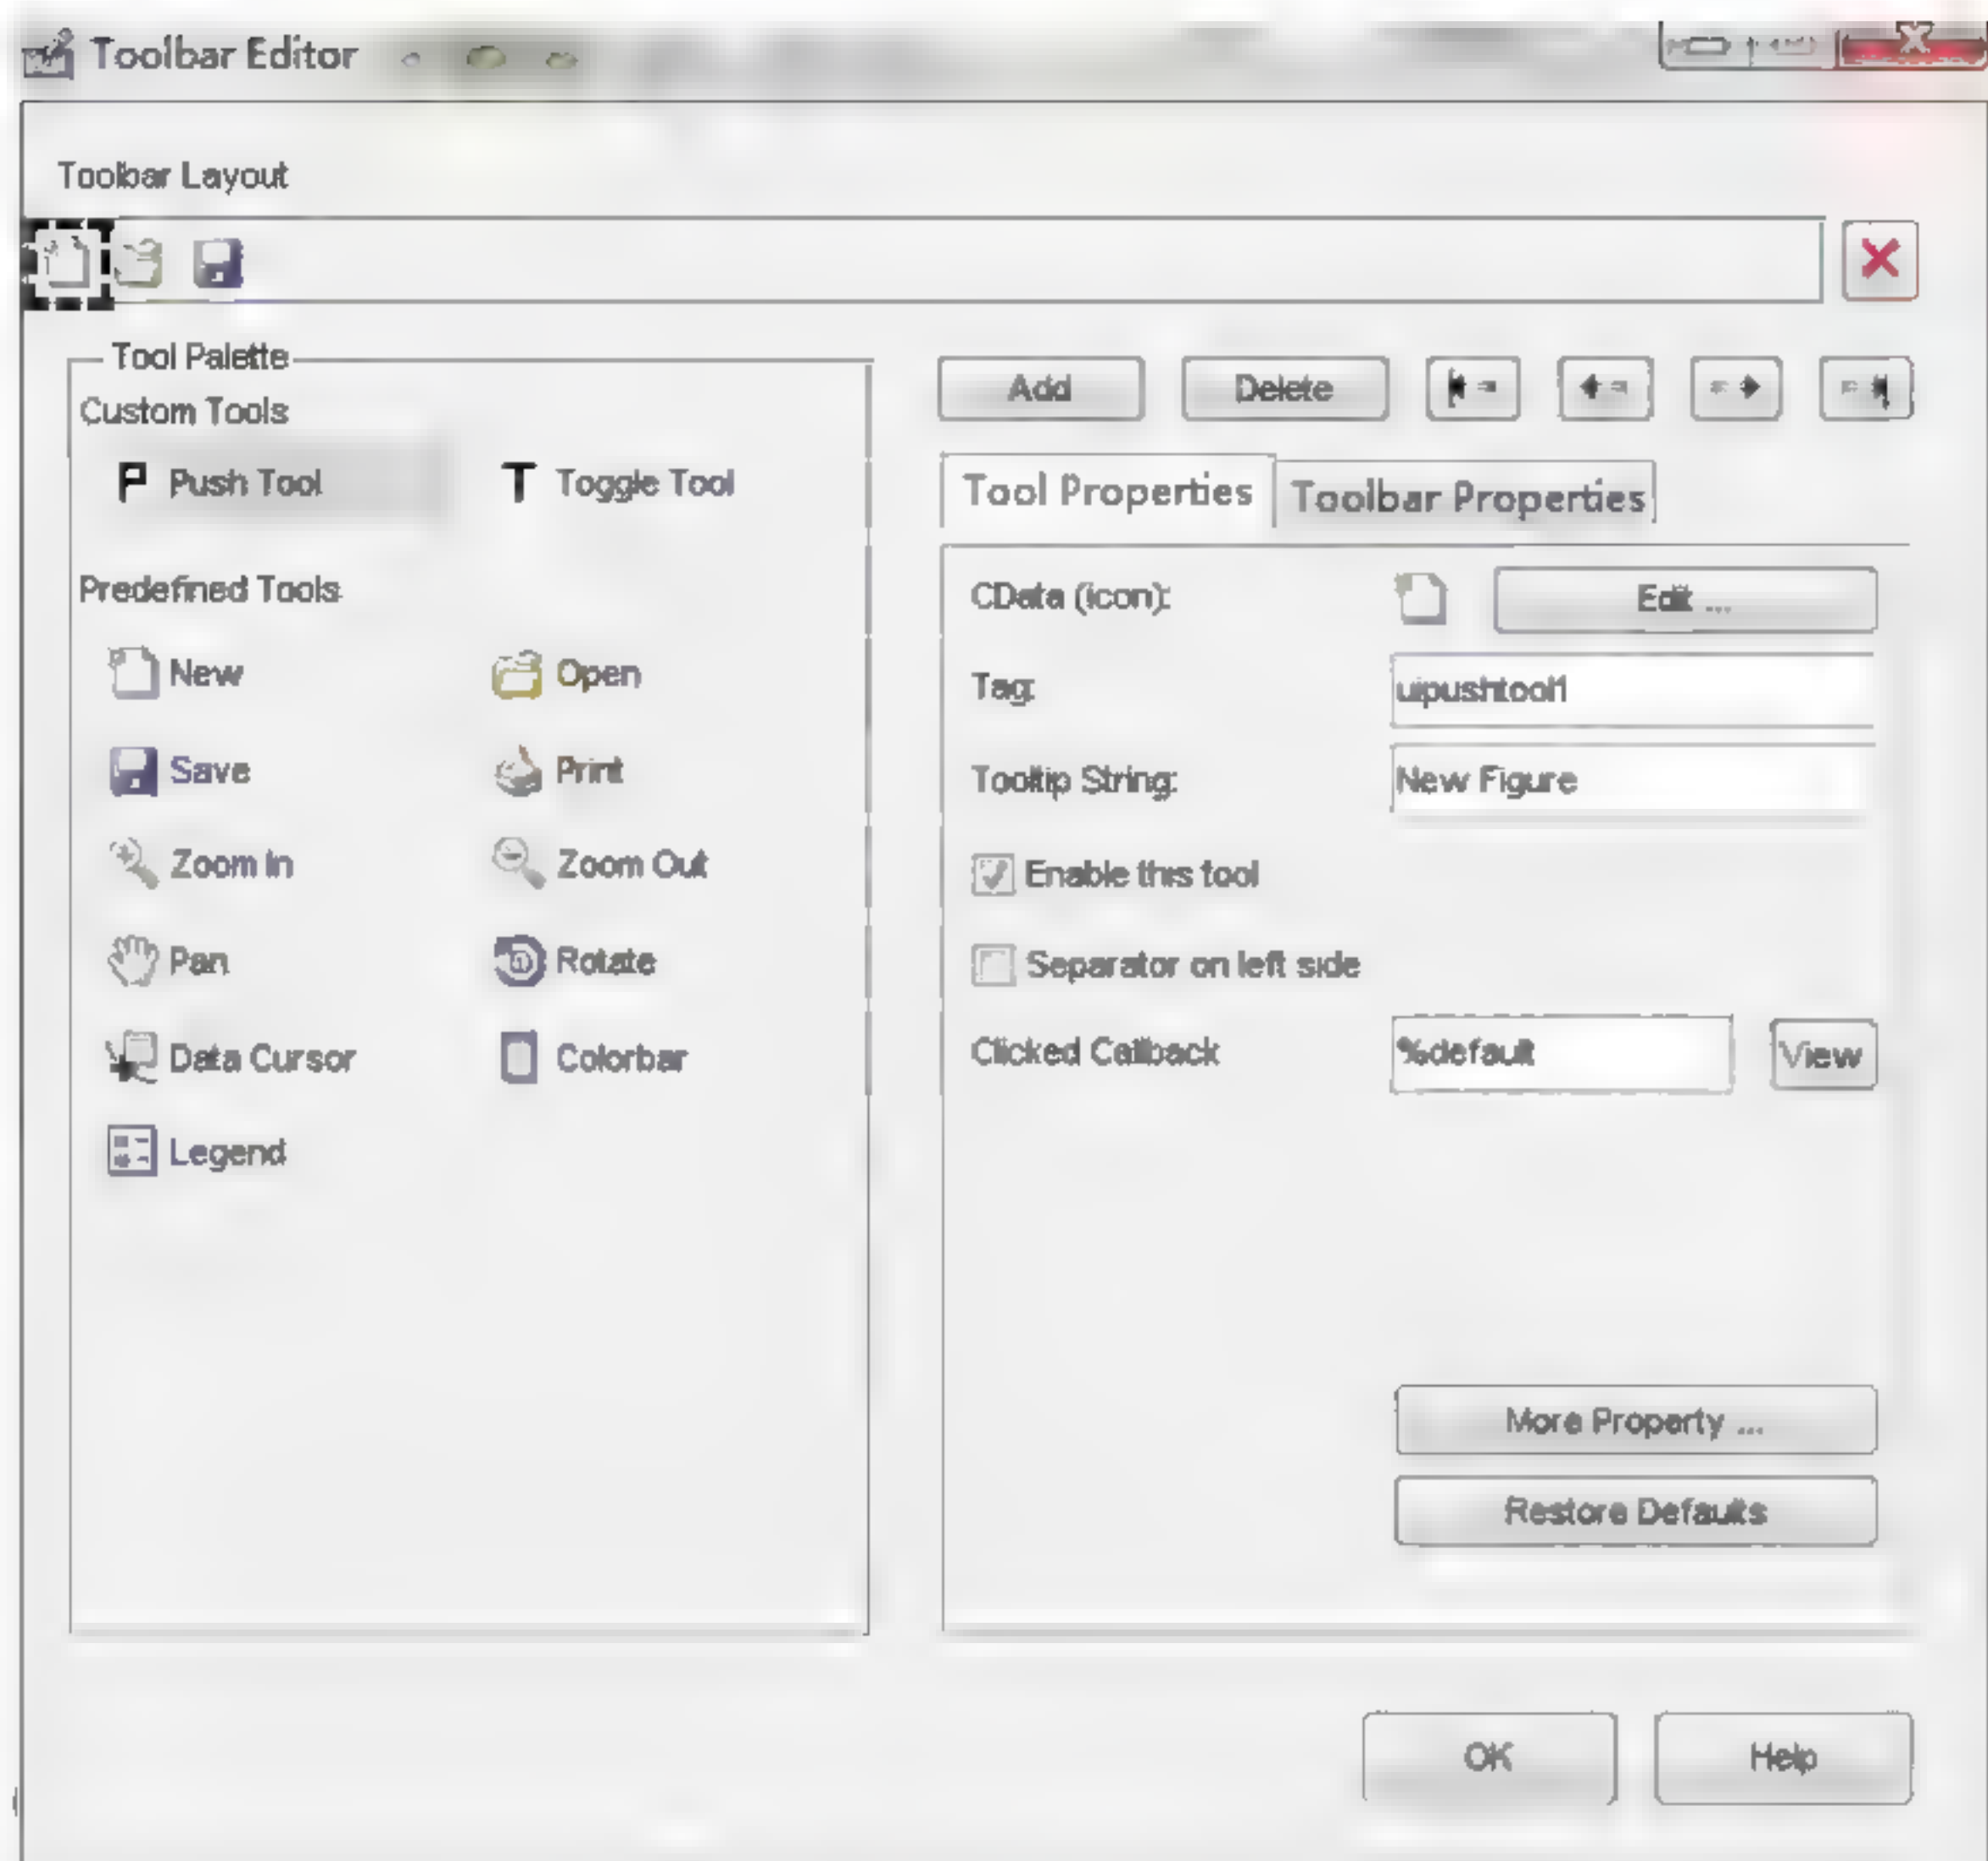 Toolbar Editor
Toolbar Layout
Tool Palette
Custom Tools
P Push Tool
T Toggle Tool
Predefined Tools
New
Open
Save
Print
Zoom In
Zoom Out
Pan
Rotate
Data Cursor
Colorbar
Legend
Add
Delete
Tool Properties
Toolbar Properties
CData (icon):
Edit ...
Tag:
uipushtool1
Tooltip String:
New Figure
Enable this tool
Separator on left side
Clicked Callback
%default
View
More Property ...
Restore Defaults
OK
Help